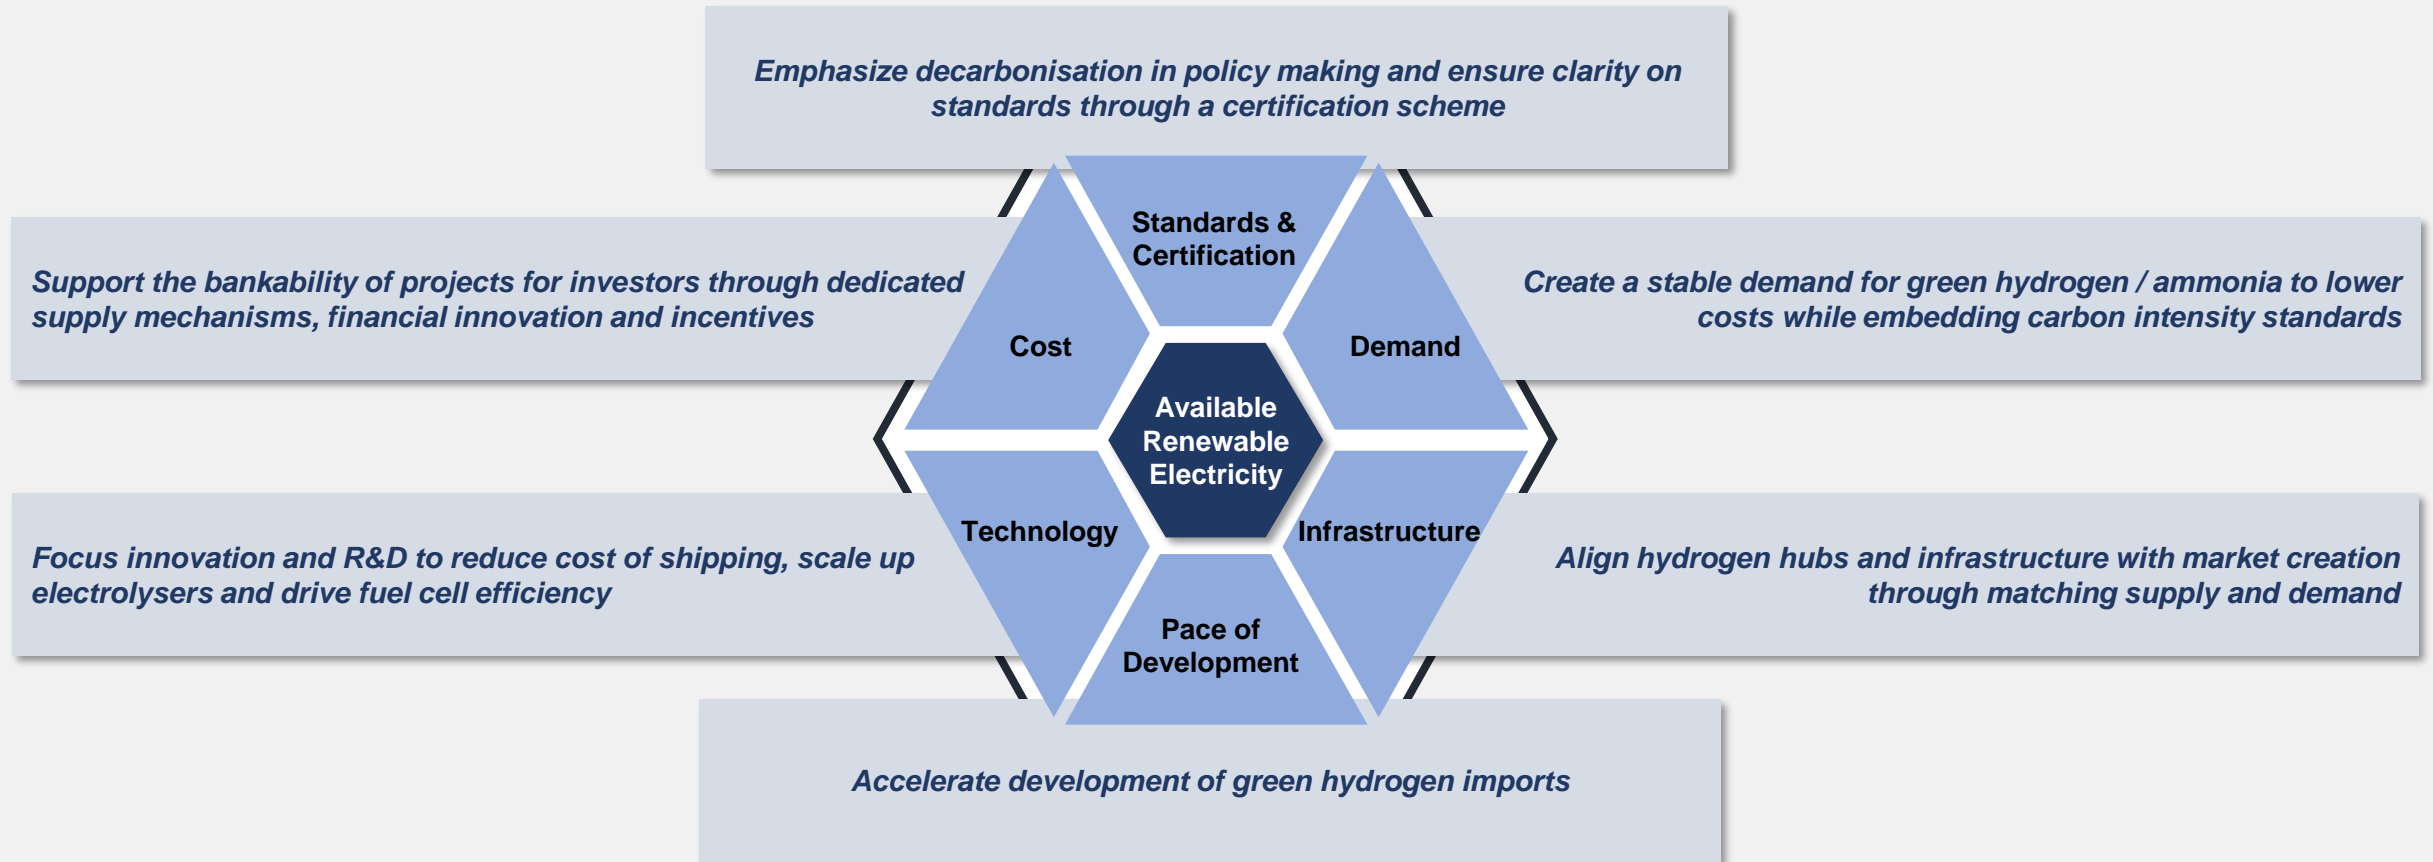 Emphasize decarbonisation in policy making and ensure clarity on
standards through a certification scheme
Standards &
Certification
Support the bankability of projects for investors through dedicated
supply mechanisms, financial innovation and incentives
Cost
Demand
Create a stable demand for green hydrogen / ammonia to lower
costs while embedding carbon intensity standards
Available
Renewable
Electricity
Focus innovation and R&D to reduce cost of shipping, scale up
electrolysers and drive fuel cell efficiency
Technology
Infrastructure
Align hydrogen hubs and infrastructure with market creation
through matching supply and demand
Pace of
Development
Accelerate development of green hydrogen imports